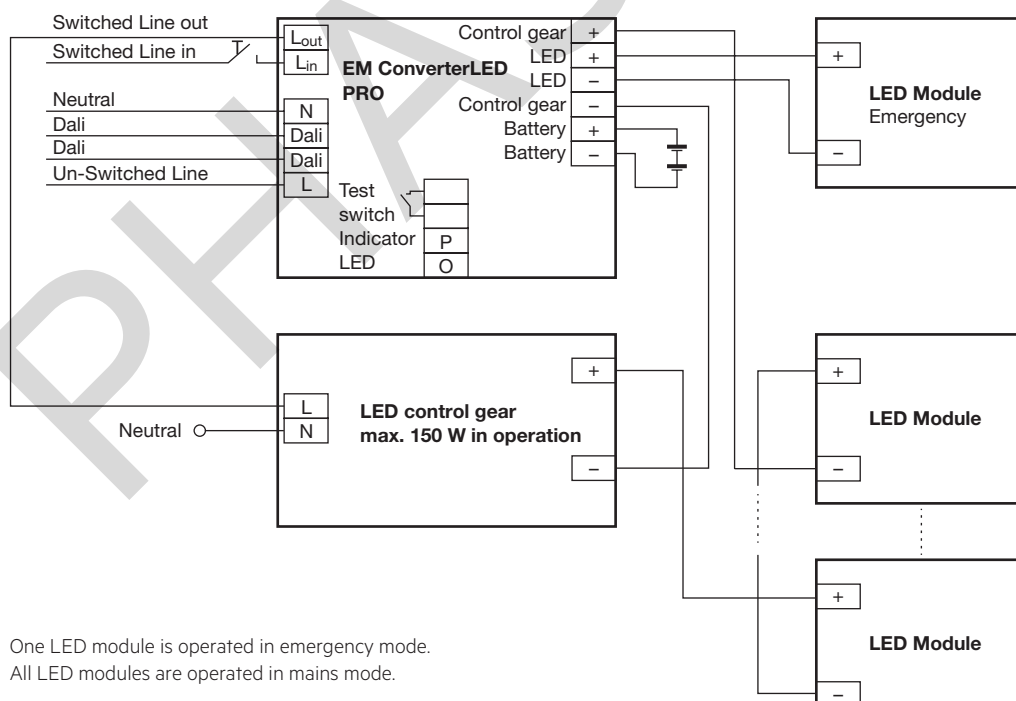 Switched Line out
Switched Line in
Neutral
Dali
Dali
Un-Switched Line
Lout
Lin
N
Dali
Dali
L
EM ConverterLED
PRO
Test
switch
Indicator
LED
P
O
Control gear +
LED +
LED –
Control gear –
Battery +
Battery –
+
–
LED Module
Emergency
L
N
Neutral
LED control gear
max. 150 W in operation
+
–
+
–
LED Module
+
–
LED Module
One LED module is operated in emergency mode.
All LED modules are operated in mains mode.